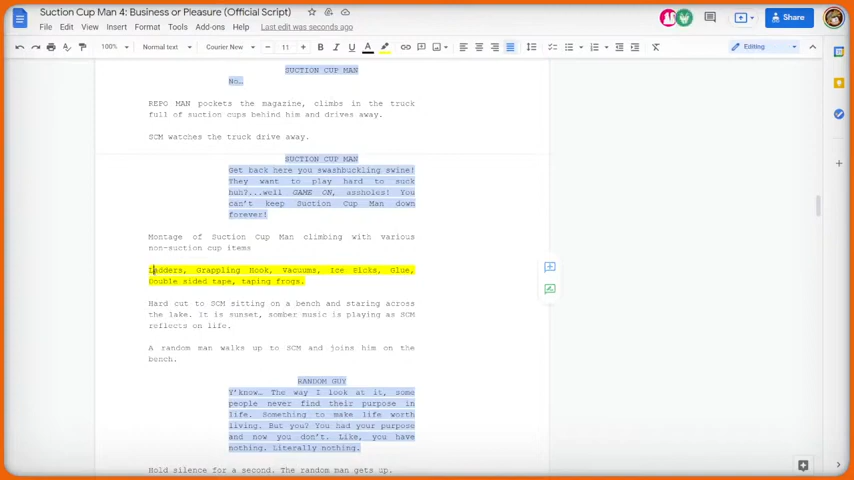 Suction Cup Man 4: Business or Pleasure (Official Script)
File Edit View Insert Format Tools Add-ons Help Last edit was seconds ago
Share
100% Normal text Courier New 11 Editing
SUCTION CUP MAN
No…
REPO MAN pockets the magazine, climbs in the truck
full of suction cups behind him and drives away.
SCM watches the truck drive away.
SUCTION CUP MAN
Get back here you swashbuckling swine!
They want to play hard to suck
huh?...well GAME ON, assholes! You
can't keep Suction Cup Man down
forever!
Montage of Suction Cup Man climbing with various
non-suction cup items
Ladders, Grappling Hook, Vacuums, Ice Picks, Glue,
Double sided tape, taping frogs.
Hard cut to SCM sitting on a bench and staring across
the lake. It is sunset, somber music is playing as SCM
reflects on life.
A random man walks up to SCM and joins him on the
bench.
RANDOM GUY
Y'know… The way I look at it, some
people never find their purpose in
life. Something to make life worth
living. But you? You had your purpose
and now you don't. Like, you have
nothing. Literally nothing.
Hold silence for a second. The random man gets up.